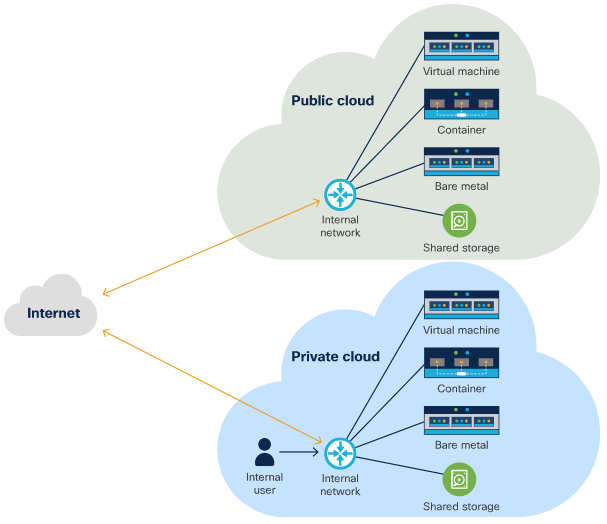 Public cloud
Virtual machine
Container
Bare metal
Internal
network
Shared storage
Internet
Private cloud
Virtual machine
Container
Bare metal
Internal
user
Internal
network
Shared storage